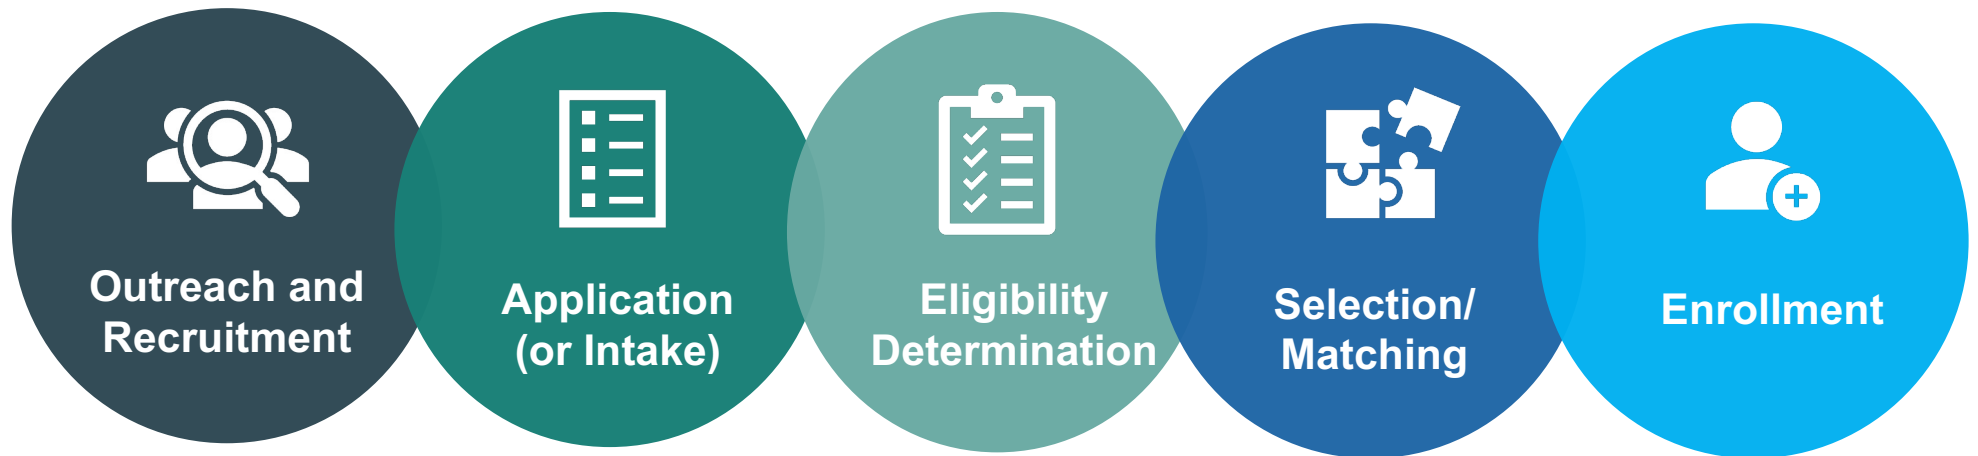 Outreach and
Recruitment
Application
(or Intake)
Eligibility
Determination
Selection/
Matching
Enrollment